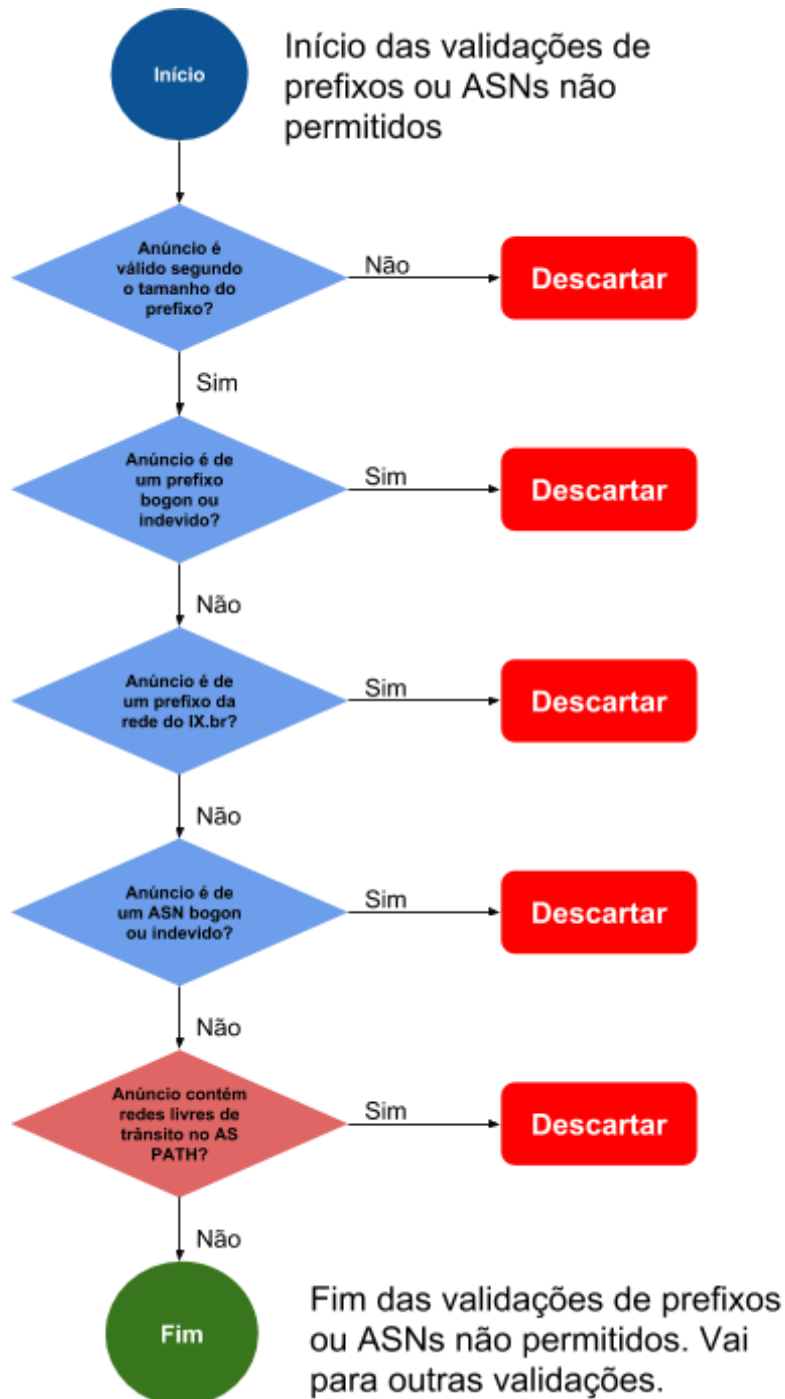 Início
Início das validações de
prefixos ou ASNs não
permitidos
Anúncio é
válido segundo
o tamanho do
prefixo?
Não
Descartar
Sim
Anúncio é de
um prefixo
bogon ou
indevido?
Sim
Descartar
Não
Anúncio é de
um prefixo da
rede do IX.br?
Sim
Descartar
Não
Anúncio é de
um ASN bogon
ou indevido?
Sim
Descartar
Não
Anúncio contém
redes livres de
trânsito no AS
PATH?
Sim
Descartar
Não
Fim
Fim das validações de prefixos
ou ASNs não permitidos. Vai
para outras validações.